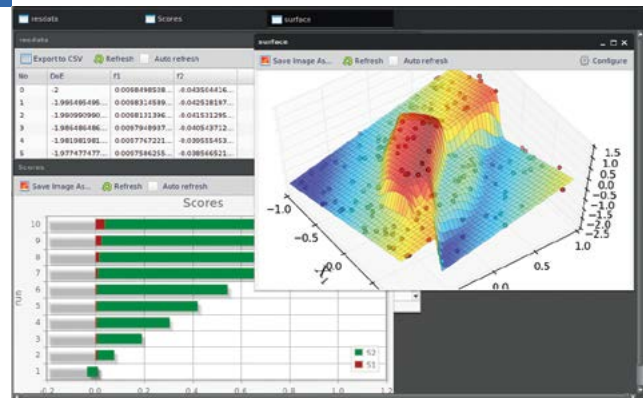 resdata Scores surface
resdata
Export to CSV Refresh Auto refresh
No DoE f1 f2
0 -2 0.0068498538... -0.043504416...
1 -1.995495495... 0.0068314589... -0.042518197...
2 -1.990990990... 0.0068131396... -0.041531295...
3 -1.986486486... 0.0067948937... -0.040543712...
4 -1.981981981... 0.0067767221... -0.039555453...
5 -1.977477477... 0.0067586255... -0.038566521...
Scores
Save Image As... Refresh Auto refresh
Scores
10
9
8
7
6
5
4
3
2
1
run
S2
S1
-0.2 0.0 0.2 0.4 0.6 0.8 1.0 1.2
surface
Save Image As... Refresh Auto refresh Configure
1.5
1.0
0.5
0.0
-0.5
-1.0
-1.5
-2.0
-2.5
-1.0
-0.5
0.0
0.0
0.5
1.0